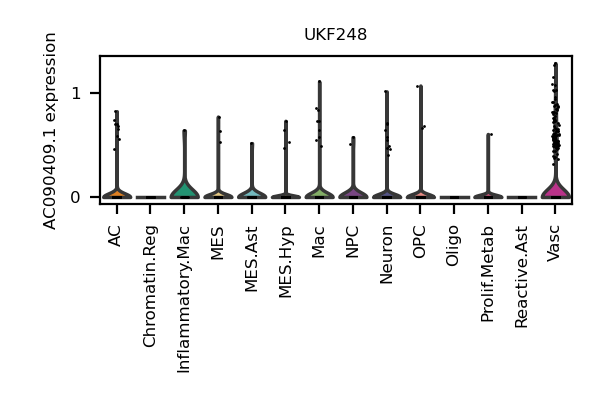 UKF248
AC090409.1 expression
1
0
AC
Chromatin.Reg
Inflammatory.Mac
MES
MES.Ast
MES.Hyp
Mac
NPC
Neuron
OPC
Oligo
Prolif.Metab
Reactive.Ast
Vasc